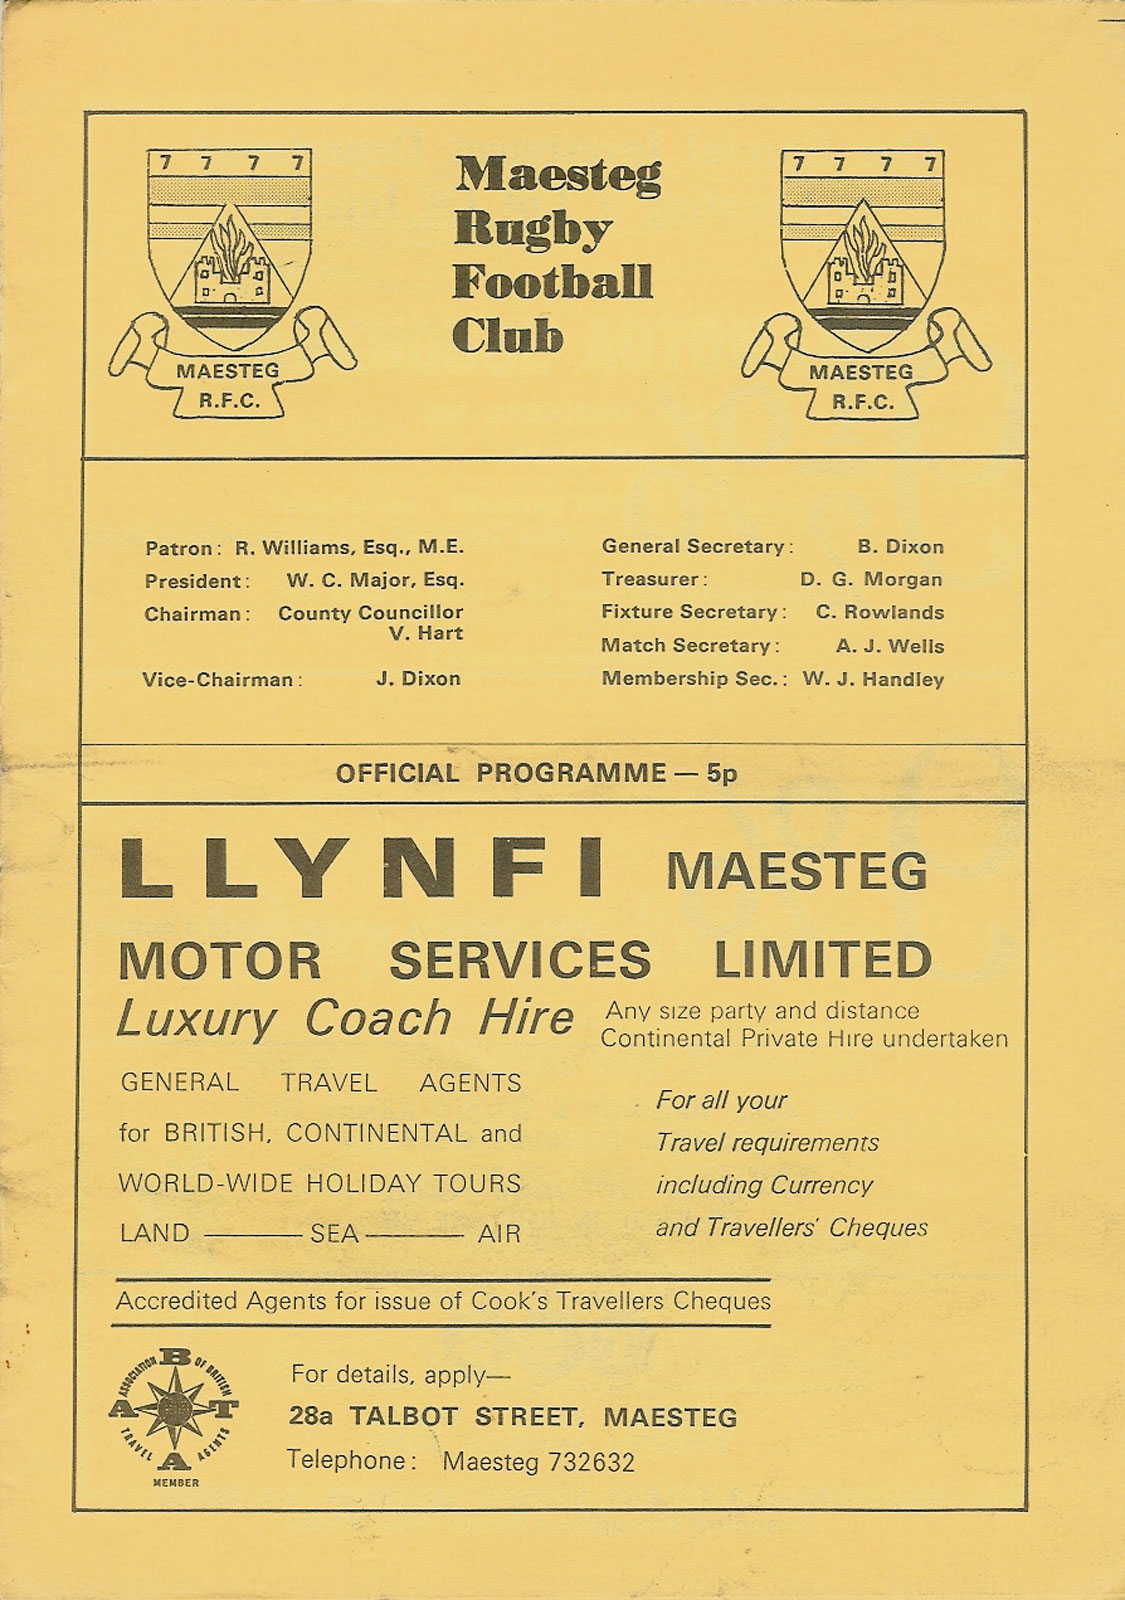 7 7 7 7
MAESTEG
R.F.C.
Maesteg
Rugby
Football
Club
7 7 7 7
MAESTEG
R.F.C.
Patron: R. Williams, Esq., M.E.
President: W. C. Major, Esq.
Chairman: County Councillor
V. Hart
Vice-Chairman: J. Dixon
General Secretary: B. Dixon
Treasurer: D. G. Morgan
Fixture Secretary: C. Rowlands
Match Secretary: A. J. Wells
Membership Sec.: W. J. Handley
OFFICIAL PROGRAMME — 5p
LLYNFI MAESTEG
MOTOR SERVICES LIMITED
Luxury Coach Hire
Any size party and distance
Continental Private Hire undertaken
GENERAL TRAVEL AGENTS
for BRITISH, CONTINENTAL and
WORLD-WIDE HOLIDAY TOURS
LAND ——— SEA ——— AIR
For all your
Travel requirements
including Currency
and Travellers' Cheques
Accredited Agents for issue of Cook's Travellers Cheques
ASSOCIATION OF BRITISH TRAVEL AGENTS
A B T A
MEMBER
For details, apply—
28a TALBOT STREET, MAESTEG
Telephone: Maesteg 732632